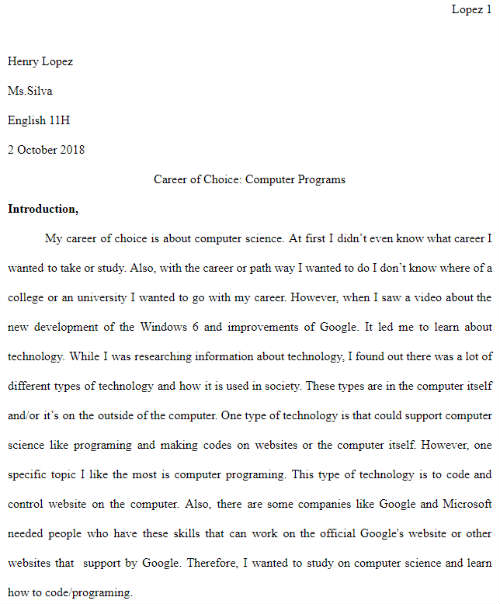 Lopez 1
Henry Lopez
Ms.Silva
English 11H
2 October 2018
Career of Choice: Computer Programs
Introduction,
My career of choice is about computer science. At first I didn't even know what career I
wanted to take or study. Also, with the career or path way I wanted to do I don't know where of a
college or an university I wanted to go with my career. However, when I saw a video about the
new development of the Windows 6 and improvements of Google. It led me to learn about
technology. While I was researching information about technology, I found out there was a lot of
different types of technology and how it is used in society. These types are in the computer itself
and/or it's on the outside of the computer. One type of technology is that could support computer
science like programing and making codes on websites or the computer itself. However, one
specific topic I like the most is computer programing. This type of technology is to code and
control website on the computer. Also, there are some companies like Google and Microsoft
needed people who have these skills that can work on the official Google's website or other
websites that  support by Google. Therefore, I wanted to study on computer science and learn
how to code/programing.